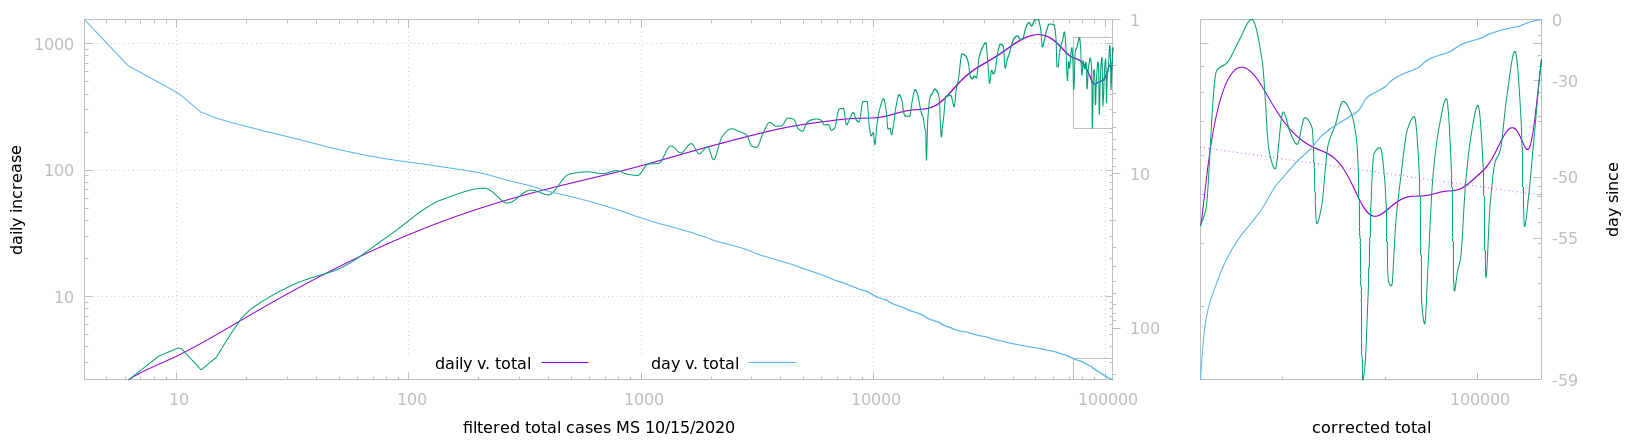 1000
100
10
daily increase
1
10
100
daily v. total
day v. total
10
100
1000
10000
100000
filtered total cases MS 10/15/2020
0
-30
-50
-55
-59
day since
100000
corrected total